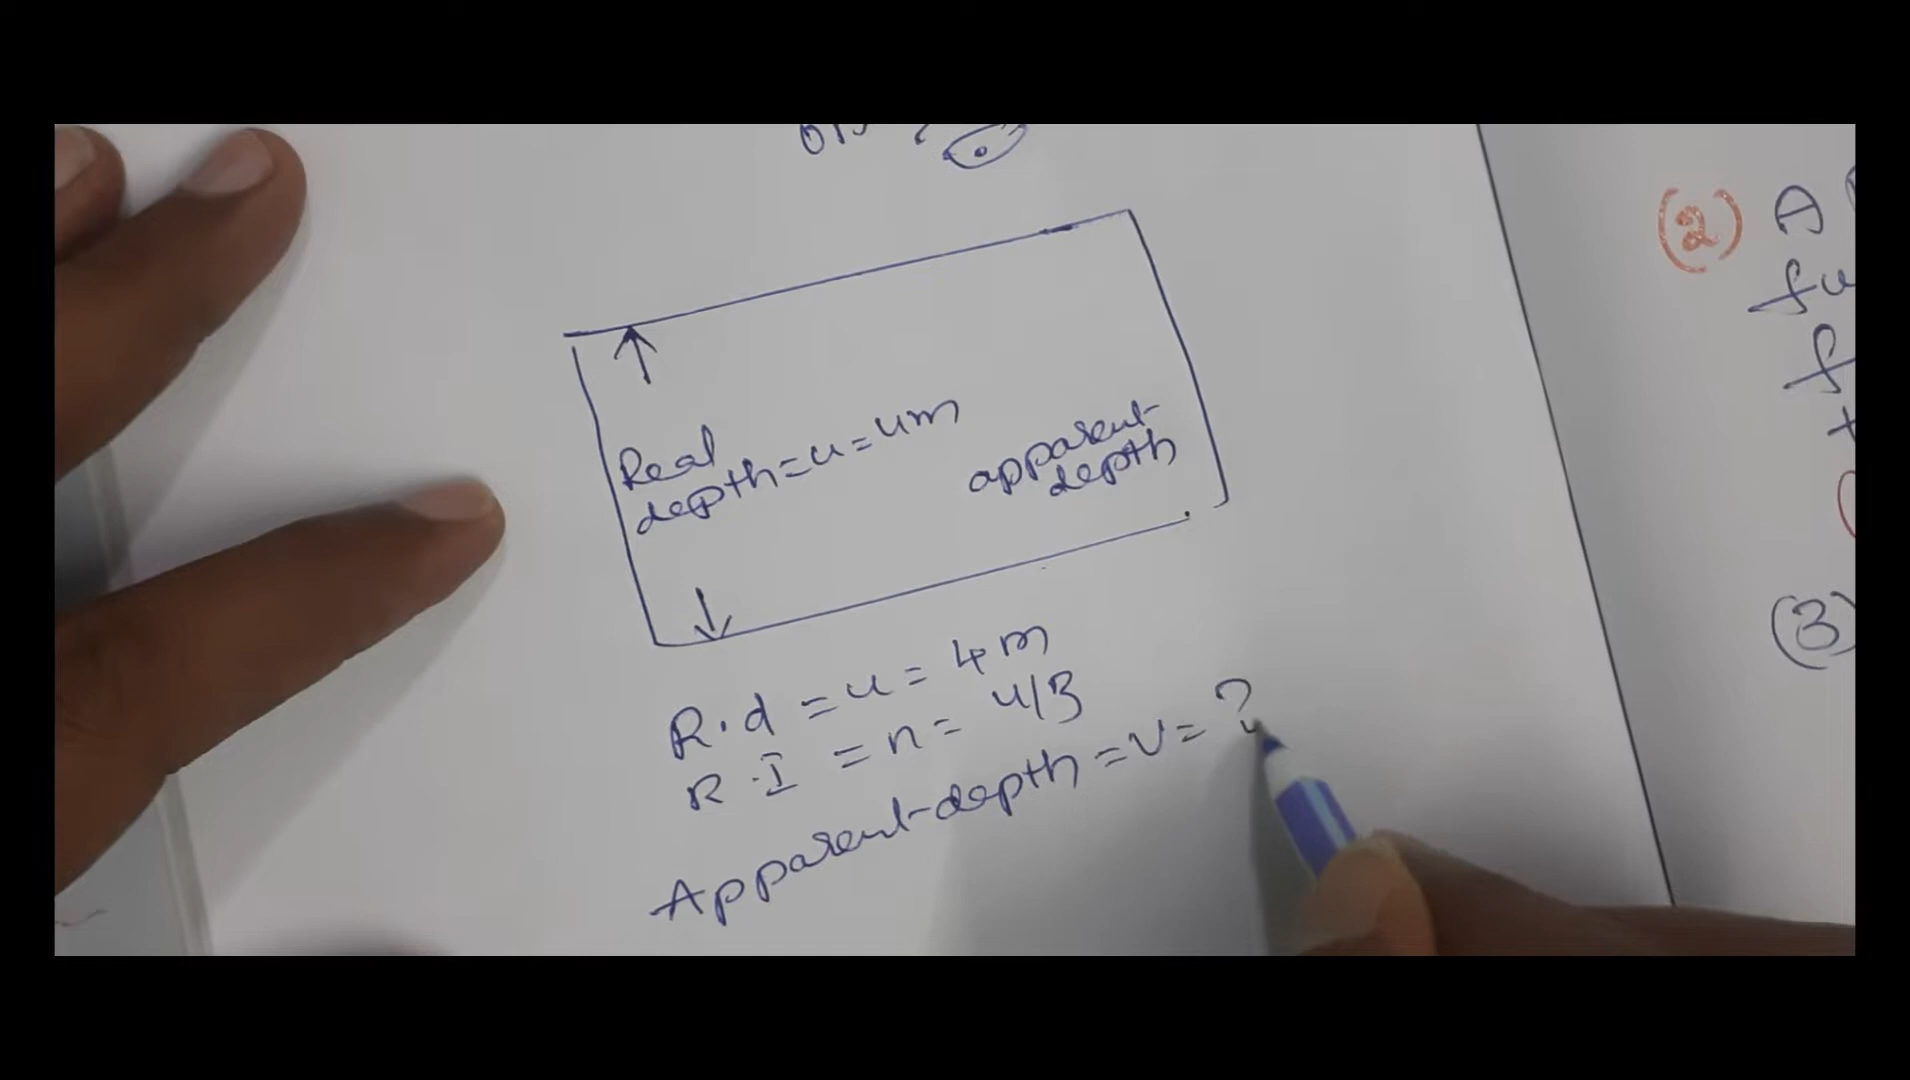 Real
depth = u = 4m
apparent
depth
R.d = u = 4m
R.I = n = 4/3
Apparent depth = v = ?
(2) A
fu
f
t
(3)